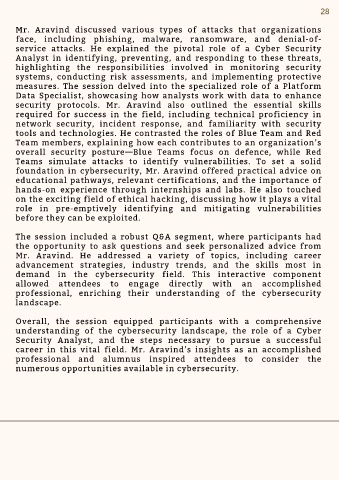 28
Mr. Aravind discussed various types of attacks that organizations
face, including phishing, malware, ransomware, and denial-of-
service attacks. He explained the pivotal role of a Cyber Security
Analyst in identifying, preventing, and responding to these threats,
highlighting the responsibilities involved in monitoring security
systems, conducting risk assessments, and implementing protective
measures. The session delved into the specialized role of a Platform
Data Specialist, showcasing how analysts work with data to enhance
security protocols. Mr. Aravind also outlined the essential skills
required for success in the field, including technical proficiency in
network security, incident response, and familiarity with security
tools and technologies. He contrasted the roles of Blue Team and Red
Team members, explaining how each contributes to an organization's
overall security posture—Blue Teams focus on defence, while Red
Teams simulate attacks to identify vulnerabilities. To set a solid
foundation in cybersecurity, Mr. Aravind offered practical advice on
educational pathways, relevant certifications, and the importance of
hands-on experience through internships and labs. He also touched
on the exciting field of ethical hacking, discussing how it plays a vital
role in pre-emptively identifying and mitigating vulnerabilities
before they can be exploited.
The session included a robust Q&A segment, where participants had
the opportunity to ask questions and seek personalized advice from
Mr. Aravind. He addressed a variety of topics, including career
advancement strategies, industry trends, and the skills most in
demand in the cybersecurity field. This interactive component
allowed attendees to engage directly with an accomplished
professional, enriching their understanding of the cybersecurity
landscape.
Overall, the session equipped participants with a comprehensive
understanding of the cybersecurity landscape, the role of a Cyber
Security Analyst, and the steps necessary to pursue a successful
career in this vital field. Mr. Aravind's insights as an accomplished
professional and alumnus inspired attendees to consider the
numerous opportunities available in cybersecurity.